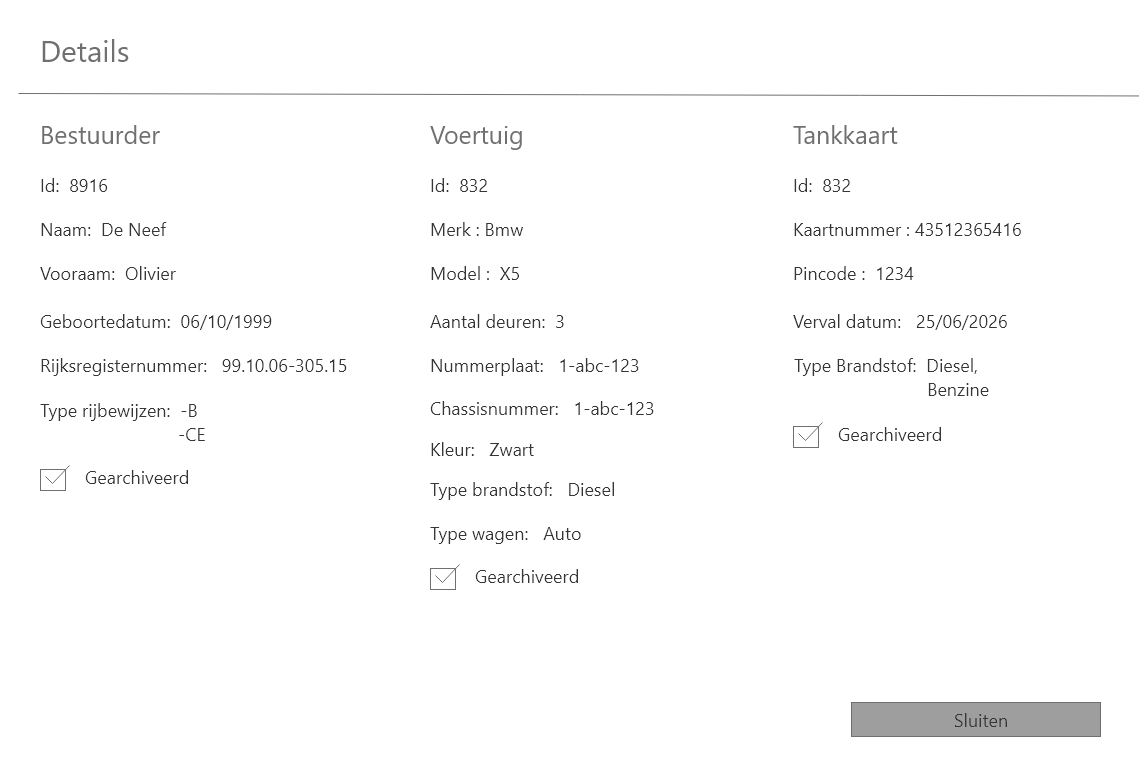 Details
Bestuurder
Id: 8916
Naam: De Neef
Vooraam: Olivier
Geboortedatum: 06/10/1999
Rijksregisternummer: 99.10.06-305.15
Type rijbewijzen: -B
-CE
Gearchiveerd
Voertuig
Id: 832
Merk : Bmw
Model : X5
Aantal deuren: 3
Nummerplaat: 1-abc-123
Chassisnummer: 1-abc-123
Kleur: Zwart
Type brandstof: Diesel
Type wagen: Auto
Gearchiveerd
Tankkaart
Id: 832
Kaartnummer : 43512365416
Pincode : 1234
Verval datum: 25/06/2026
Type Brandstof: Diesel,
Benzine
Gearchiveerd
Sluiten